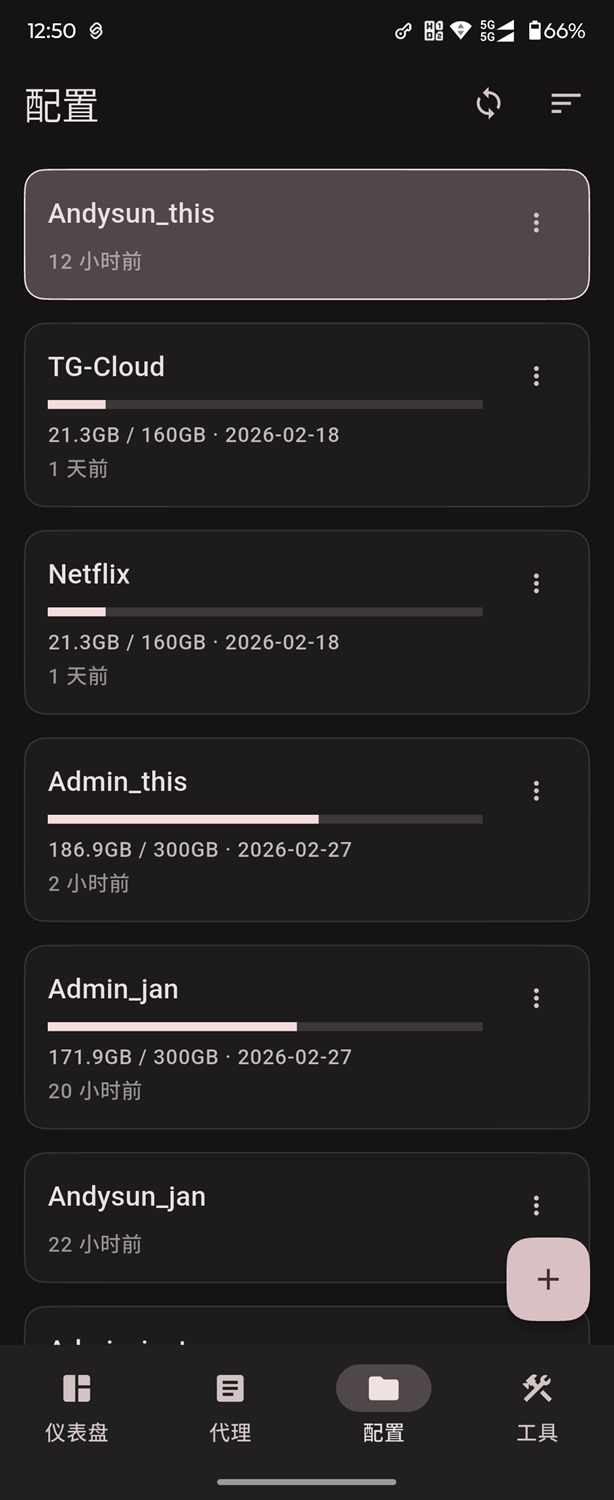 12:50
5G
5G
66%
配置
Andysun_this
12 小时前
TG-Cloud
21.3GB / 160GB · 2026-02-18
1 天前
Netflix
21.3GB / 160GB · 2026-02-18
1 天前
Admin_this
186.9GB / 300GB · 2026-02-27
2 小时前
Admin_jan
171.9GB / 300GB · 2026-02-27
20 小时前
Andysun_jan
22 小时前
仪表盘
代理
配置
工具